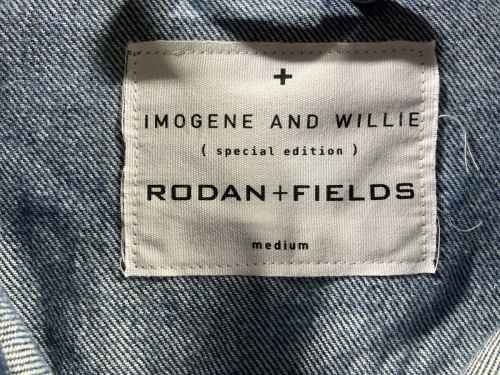 +
IMOGENE AND WILLIE
( special edition )
RODAN+FIELDS
medium